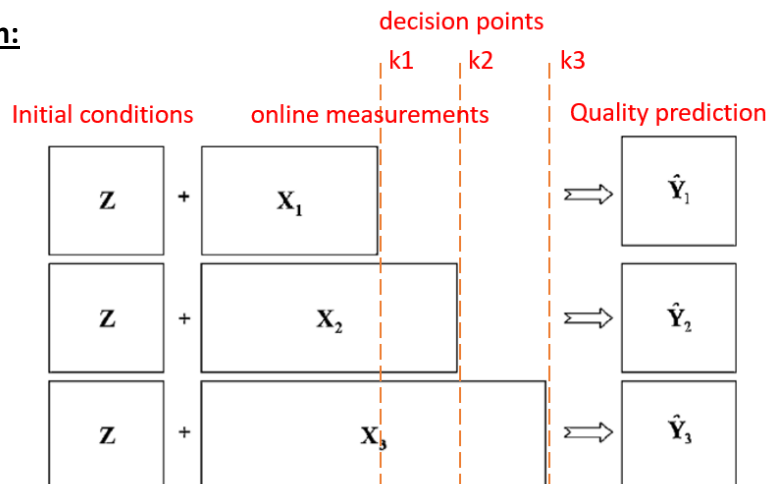 n:
decision points
k1 k2 k3
Initial conditions online measurements Quality prediction
Z + X₁ Ŷ₁
Z + X₂ Ŷ₂
Z + X₃ Ŷ₃